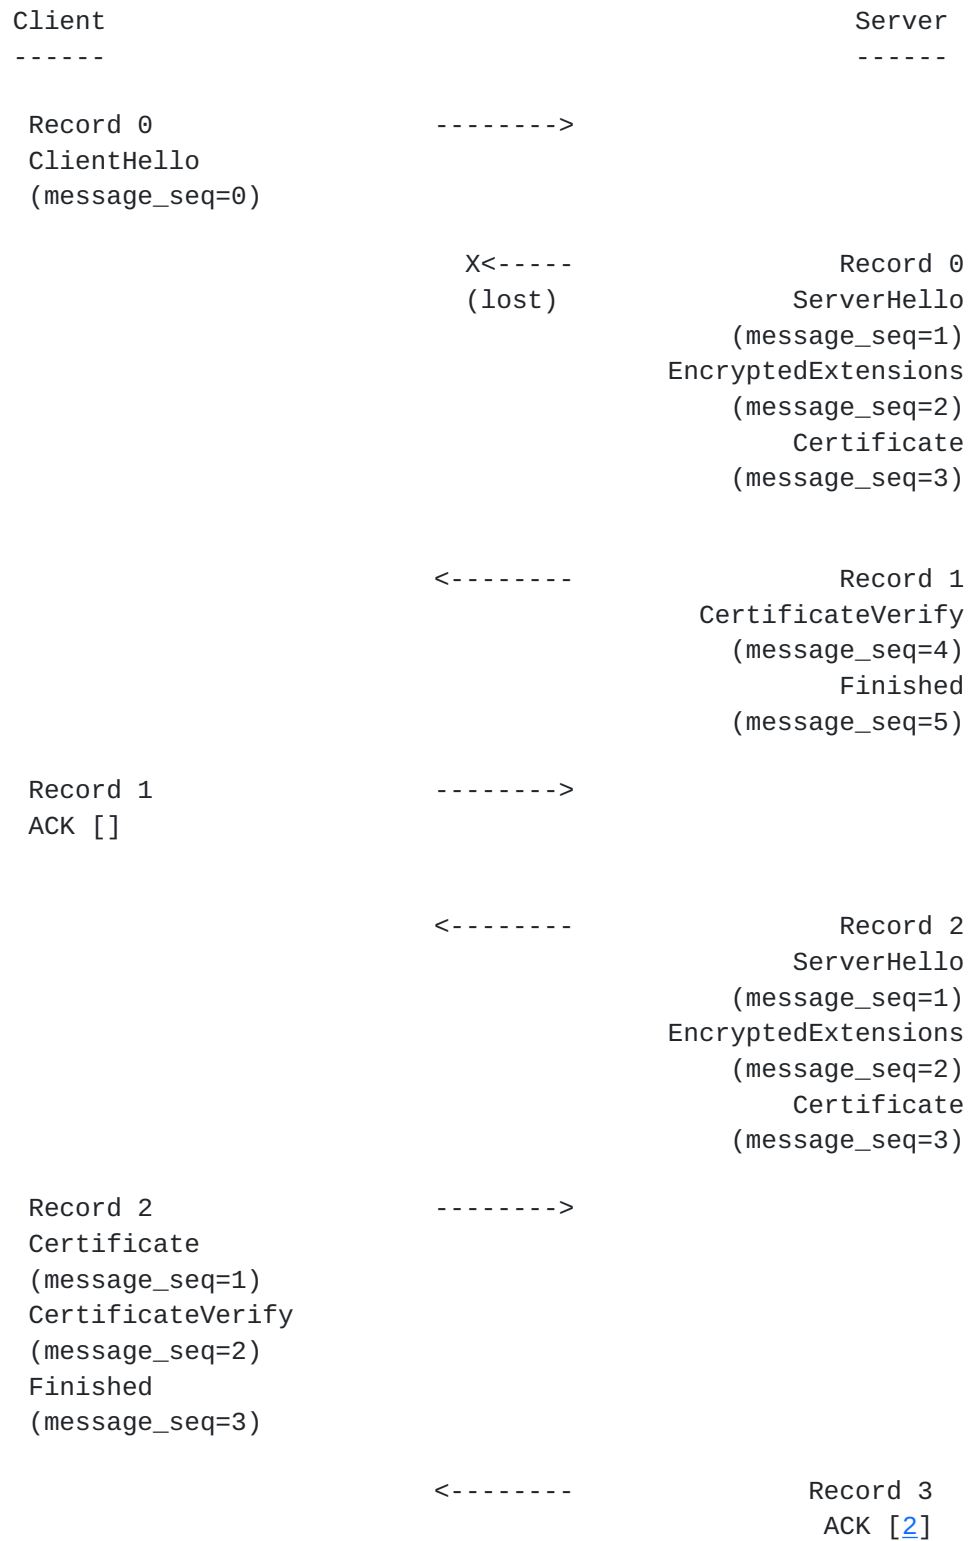 Client                                                 Server
------                                                 ------
Record 0                  -------->
ClientHello
(message_seq=0)
X<-----                 Record 0
(lost)               ServerHello
(message_seq=1)
EncryptedExtensions
(message_seq=2)
Certificate
(message_seq=3)
<--------                 Record 1
CertificateVerify
(message_seq=4)
Finished
(message_seq=5)
Record 1                  -------->
ACK []
<--------                 Record 2
ServerHello
(message_seq=1)
EncryptedExtensions
(message_seq=2)
Certificate
(message_seq=3)
Record 2                  -------->
Certificate
(message_seq=1)
CertificateVerify
(message_seq=2)
Finished
(message_seq=3)
<--------               Record 3
ACK [2]